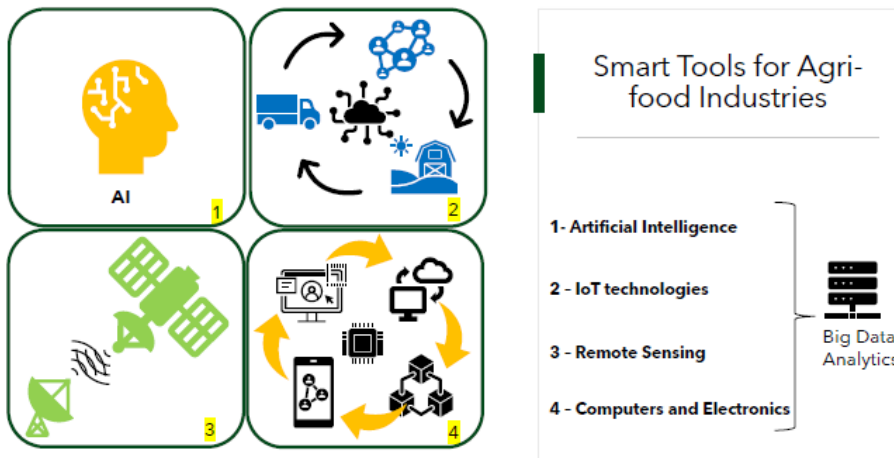 AI
1
2
3
4
Smart Tools for Agri-
food Industries
1- Artificial Intelligence
2 - IoT technologies
3 - Remote Sensing
4 - Computers and Electronics
Big Data
Analytics